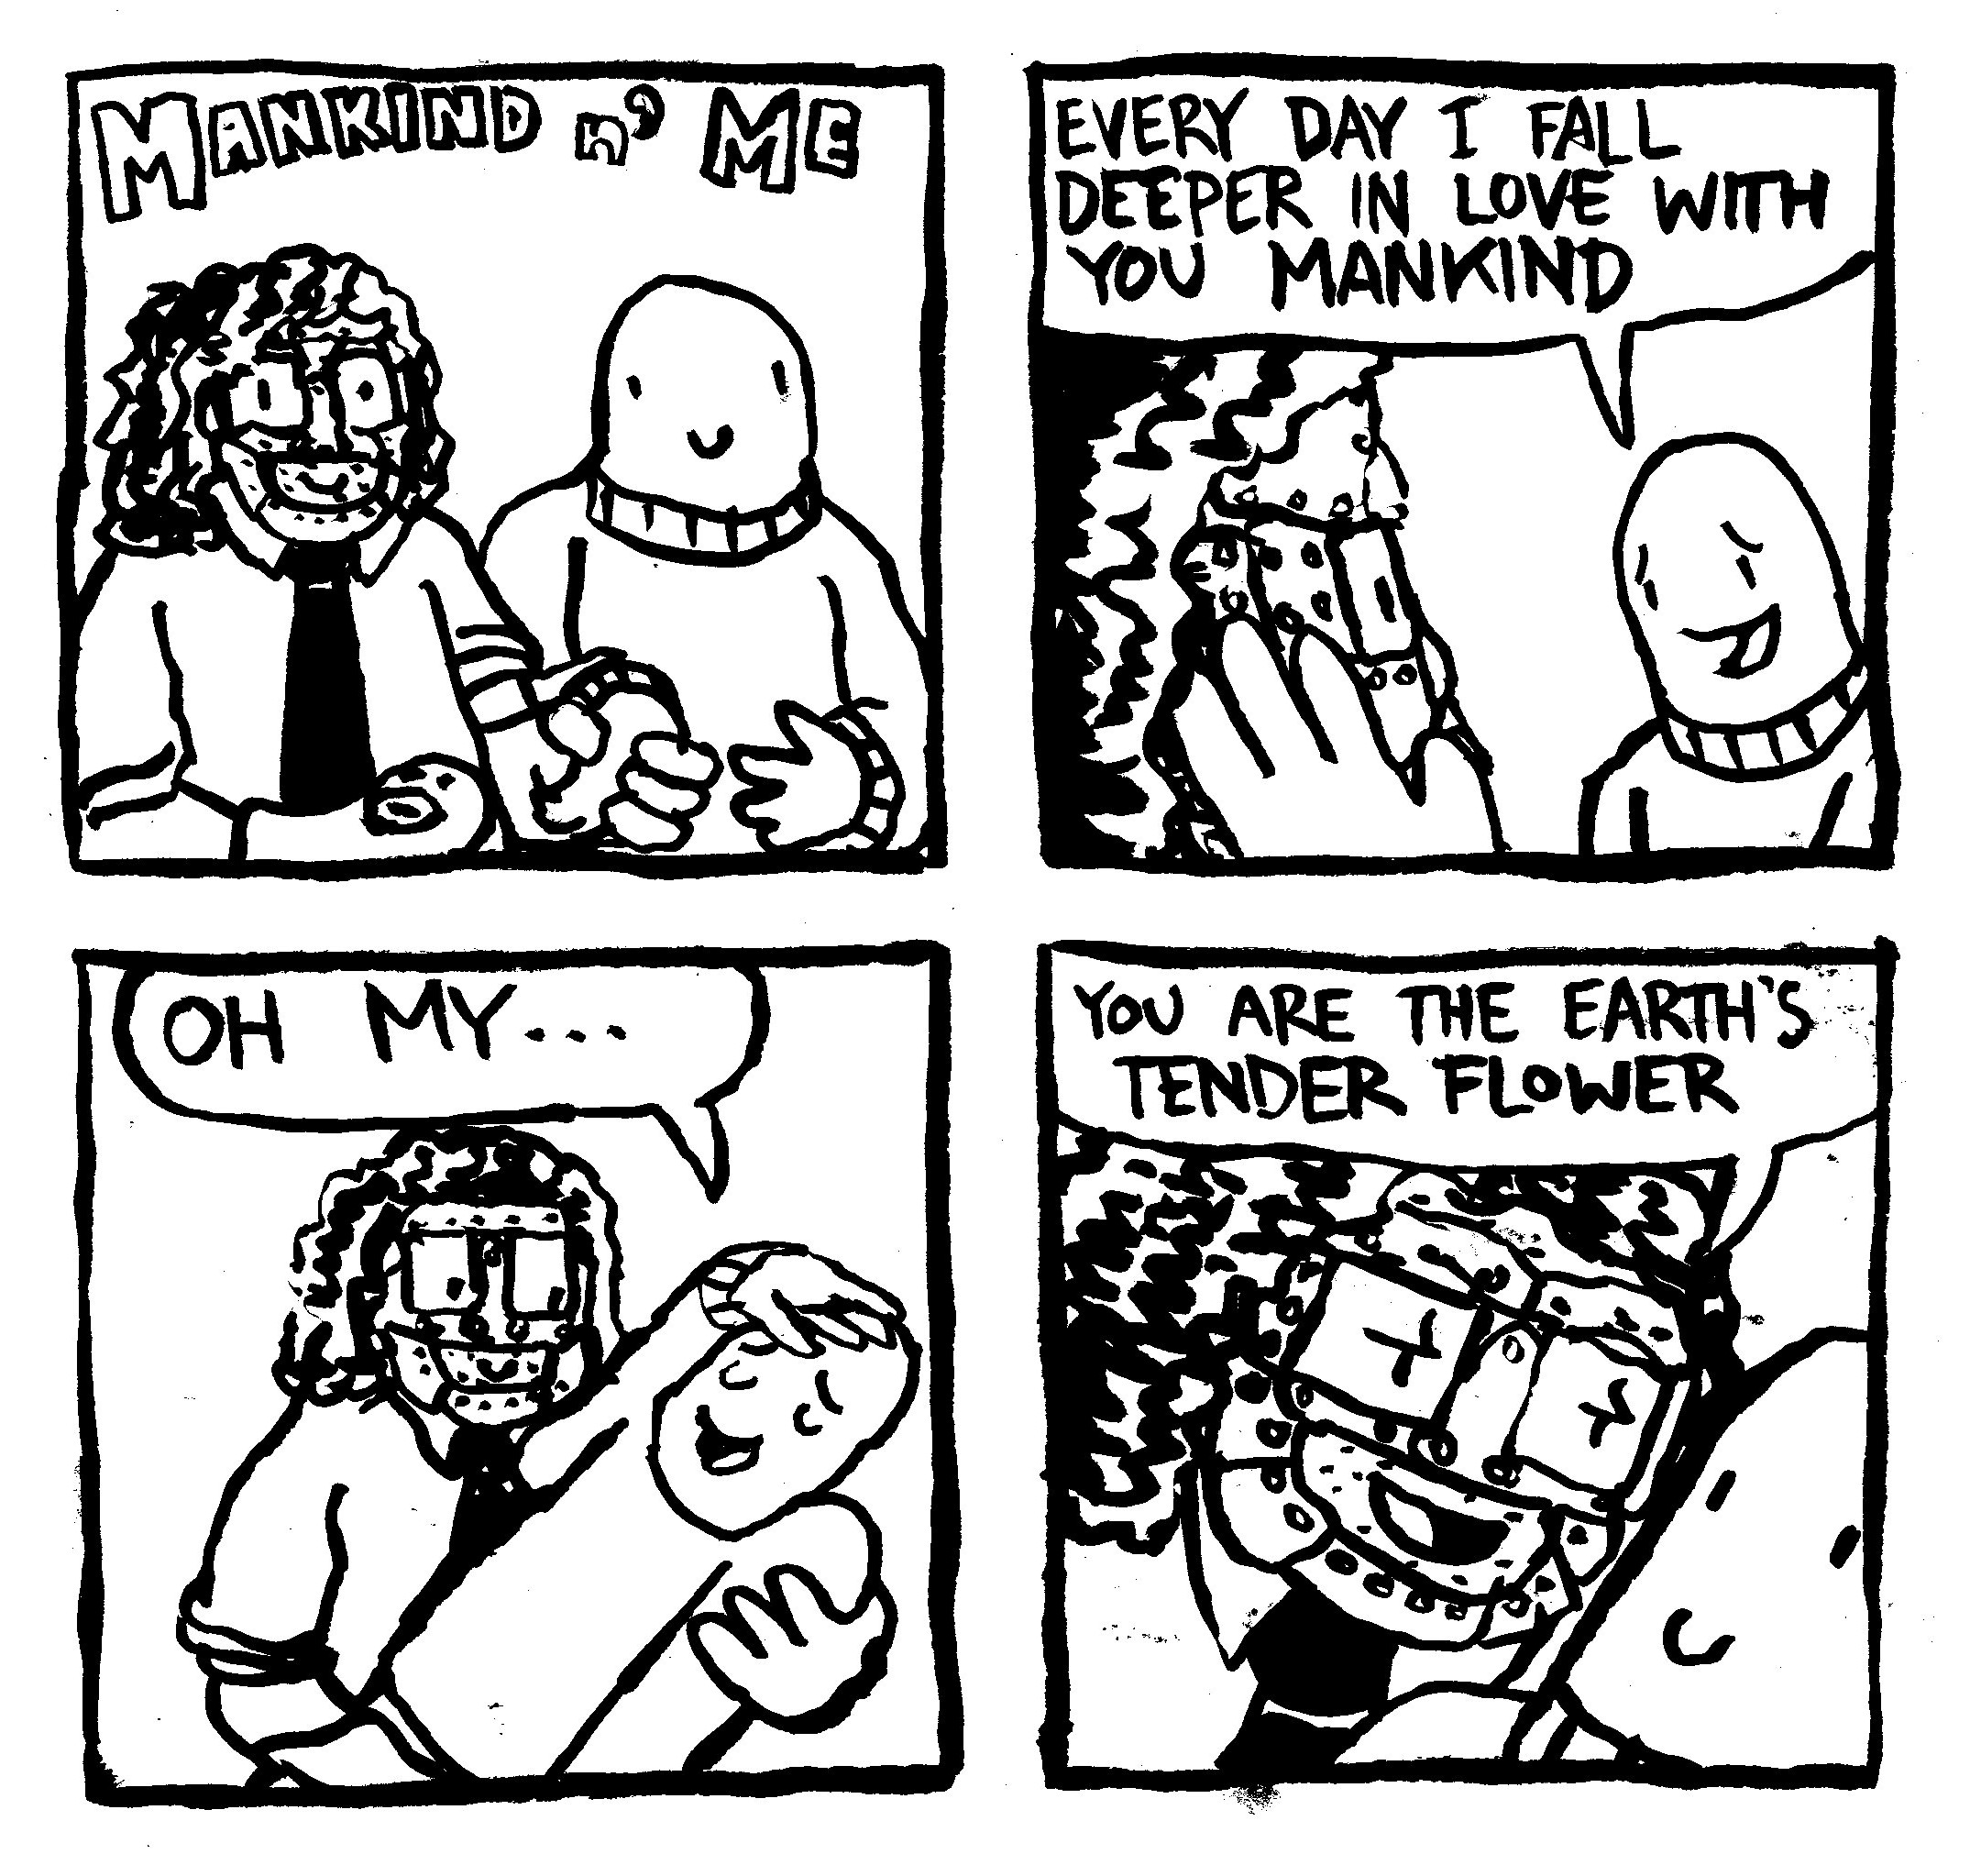 MANKIND n' ME
EVERY DAY I FALL
DEEPER IN LOVE WITH
YOU MANKIND
OH MY...
YOU ARE THE EARTH'S
TENDER FLOWER